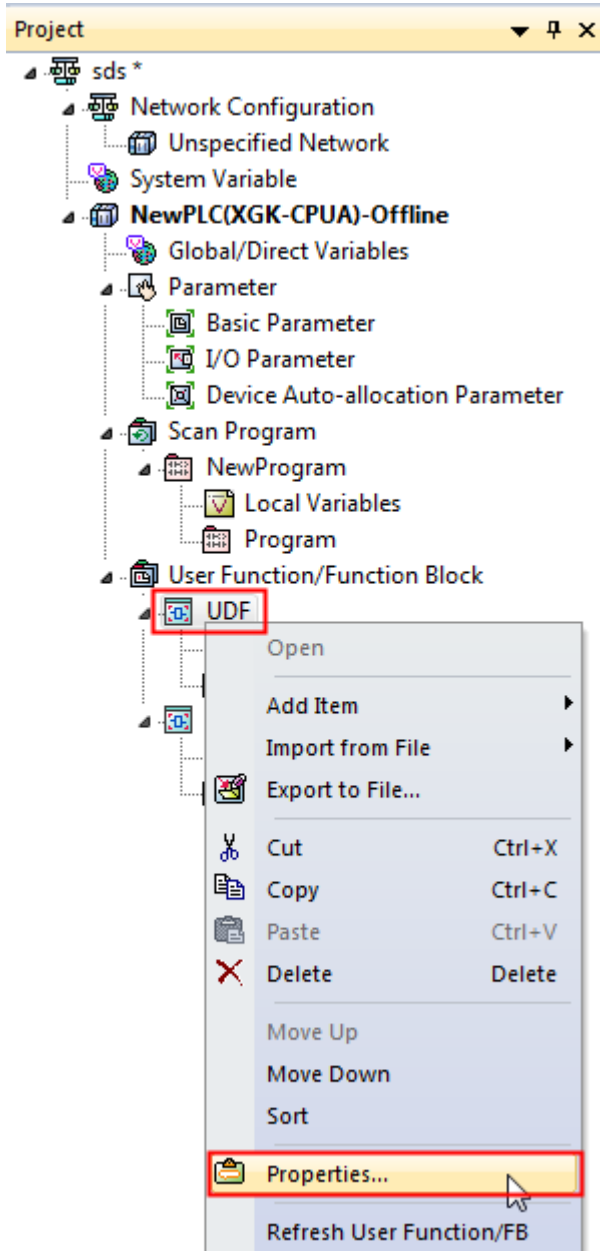 Project
sds *
Network Configuration
Unspecified Network
System Variable
NewPLC(XGK-CPUA)-Offline
Global/Direct Variables
Parameter
Basic Parameter
I/O Parameter
Device Auto-allocation Parameter
Scan Program
NewProgram
Local Variables
Program
User Function/Function Block
UDF
Open
Add Item
Import from File
Export to File...
Cut Ctrl+X
Copy Ctrl+C
Paste Ctrl+V
Delete Delete
Move Up
Move Down
Sort
Properties...
Refresh User Function/FB